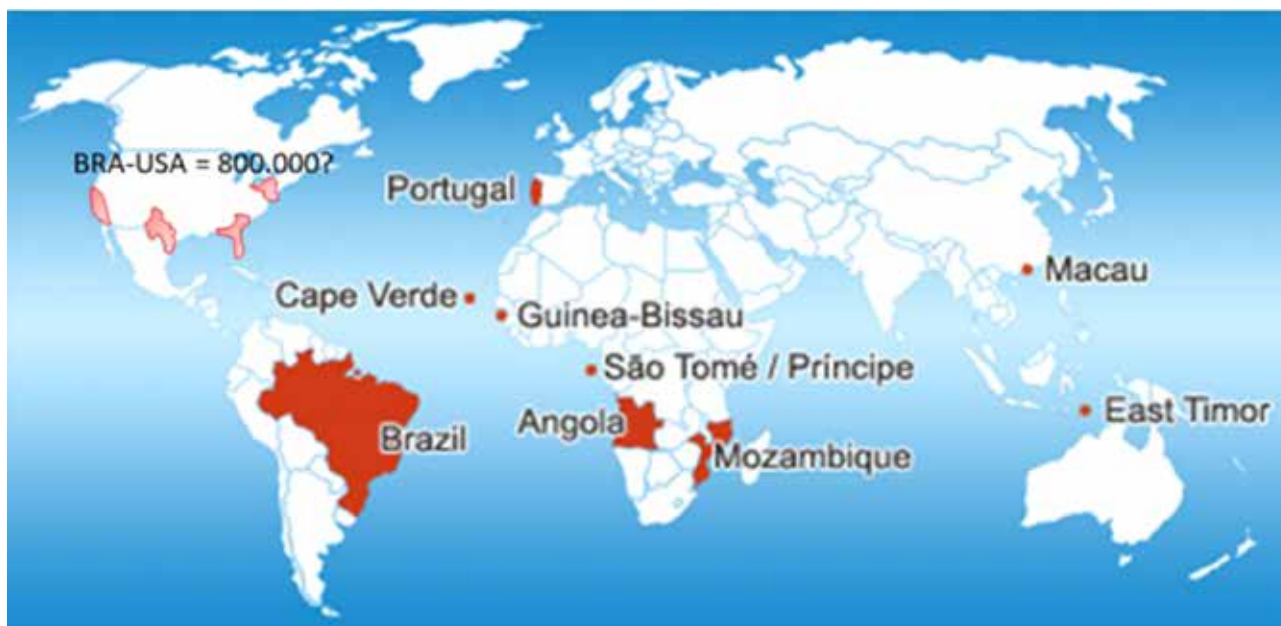 BRA-USA = 800.000?
Portugal
Macau
Cape Verde
Guinea-Bissau
São Tomé / Príncipe
Angola
East Timor
Brazil
Mozambique